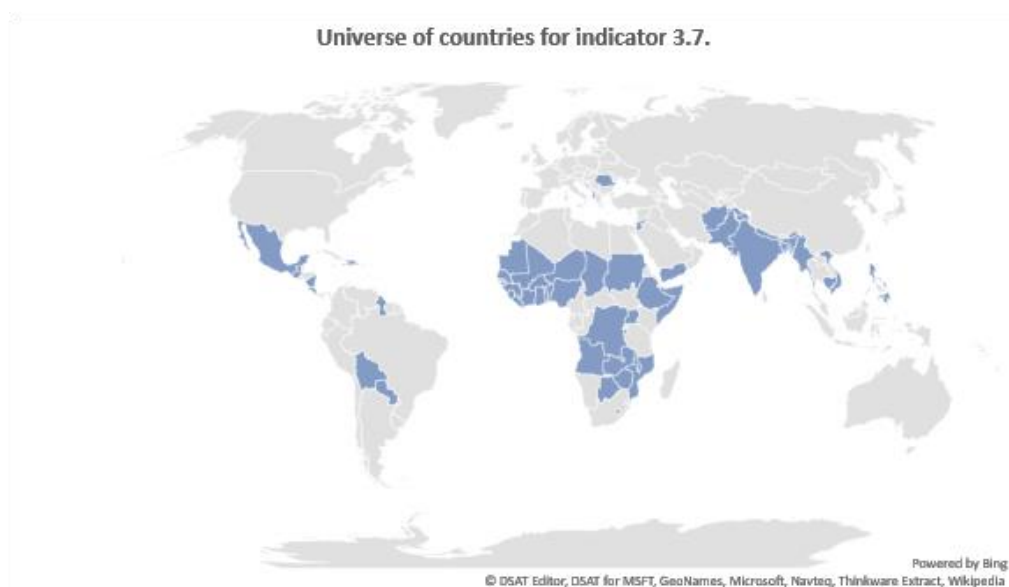 Universe of countries for indicator 3.7.
Powered by Bing
© DSAT Editor, DSAT for MSFT, GeoNames, Microsoft, Navteq, Thinkware Extract, Wikipedia